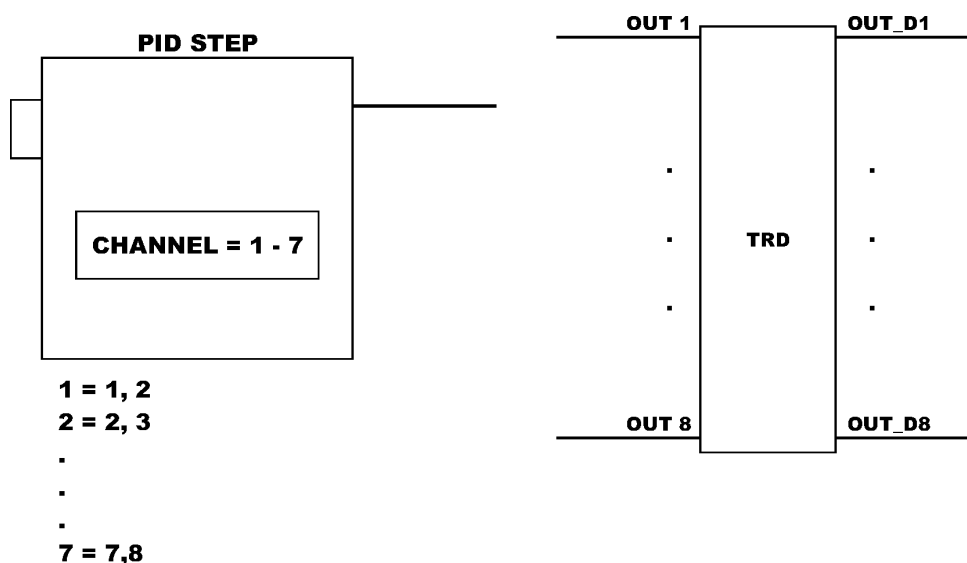 PID STEP
CHANNEL = 1 - 7
1 = 1, 2
2 = 2, 3
.
.
.
7 = 7,8
OUT 1
OUT_D1
.
.
.
.
.
.
TRD
OUT 8
OUT_D8